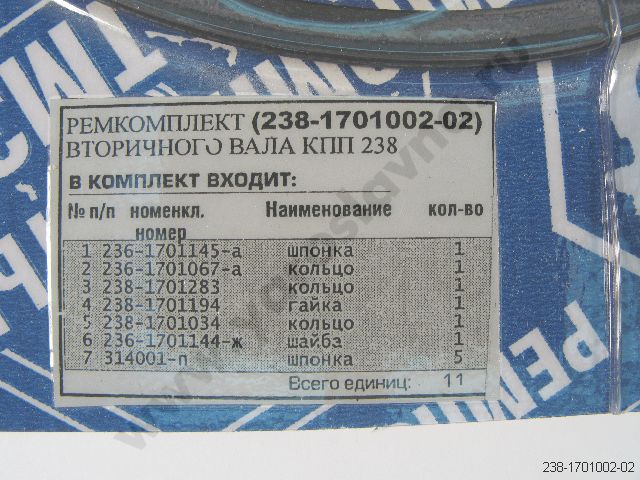 РЕМКОМПЛЕКТ (238-1701002-02)
ВТОРИЧНОГО ВАЛА КПП 238
В КОМПЛЕКТ ВХОДИТ:
№ п/п номенкл. номер Наименование кол-во
1 236-1701145-а шпонка 1
2 236-1701067-а кольцо 1
3 238-1701283 кольцо 1
4 238-1701194 гайка 1
5 238-1701034 кольцо 1
6 236-1701144-ж шайба 1
7 314001-п шпонка 5
Всего единиц: 11
238-1701002-02